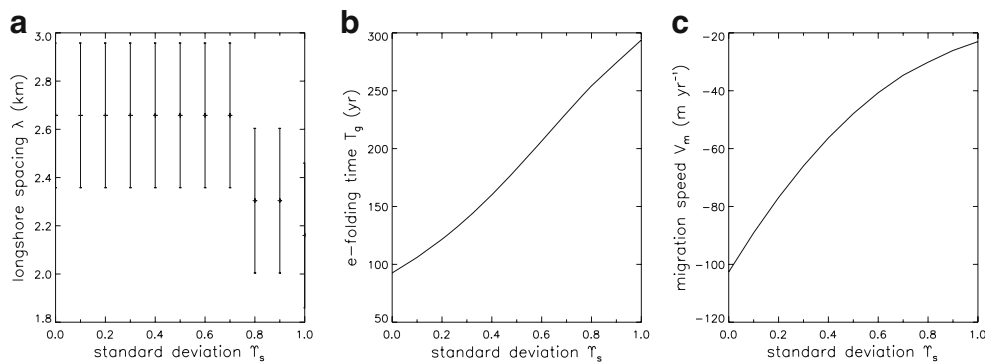 a
b
c
longshore spacing λ (km)
3.0
2.8
2.6
2.4
2.2
2.0
1.8
0.0 0.2 0.4 0.6 0.8 1.0
standard deviation ϒs
e-folding time Tg (yr)
300
250
200
150
100
50
0.0 0.2 0.4 0.6 0.8 1.0
standard deviation ϒs
migration speed Vm (m yr⁻¹)
-20
-40
-60
-80
-100
-120
0.0 0.2 0.4 0.6 0.8 1.0
standard deviation ϒs